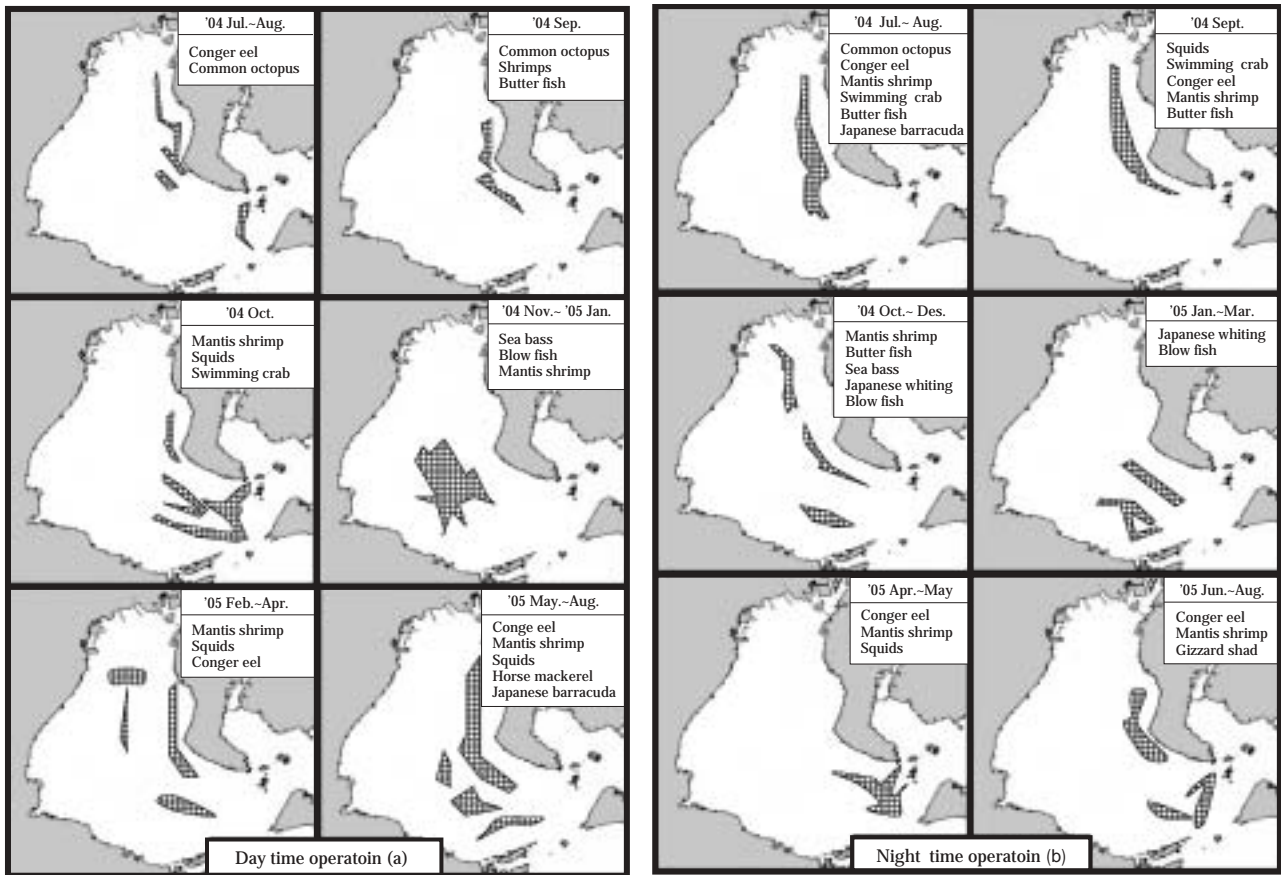 '04 Jul.~Aug.
Conger eel
Common octopus
'04 Sep.
Common octopus
Shrimps
Butter fish
'04 Oct.
Mantis shrimp
Squids
Swimming crab
'04 Nov.~ '05 Jan.
Sea bass
Blow fish
Mantis shrimp
'05 Feb.~Apr.
Mantis shrimp
Squids
Conger eel
'05 May.~Aug.
Conge eel
Mantis shrimp
Squids
Horse mackerel
Japanese barracuda
Day time operatoin (a)
'04 Jul.~ Aug.
Common octopus
Conger eel
Mantis shrimp
Swimming crab
Butter fish
Japanese barracuda
'04 Sept.
Squids
Swimming crab
Conger eel
Mantis shrimp
Butter fish
'04 Oct.~ Des.
Mantis shrimp
Butter fish
Sea bass
Japanese whiting
Blow fish
'05 Jan.~Mar.
Japanese whiting
Blow fish
'05 Apr.~May
Conger eel
Mantis shrimp
Squids
'05 Jun.~Aug.
Conger eel
Mantis shrimp
Gizzard shad
Night time operatoin (b)